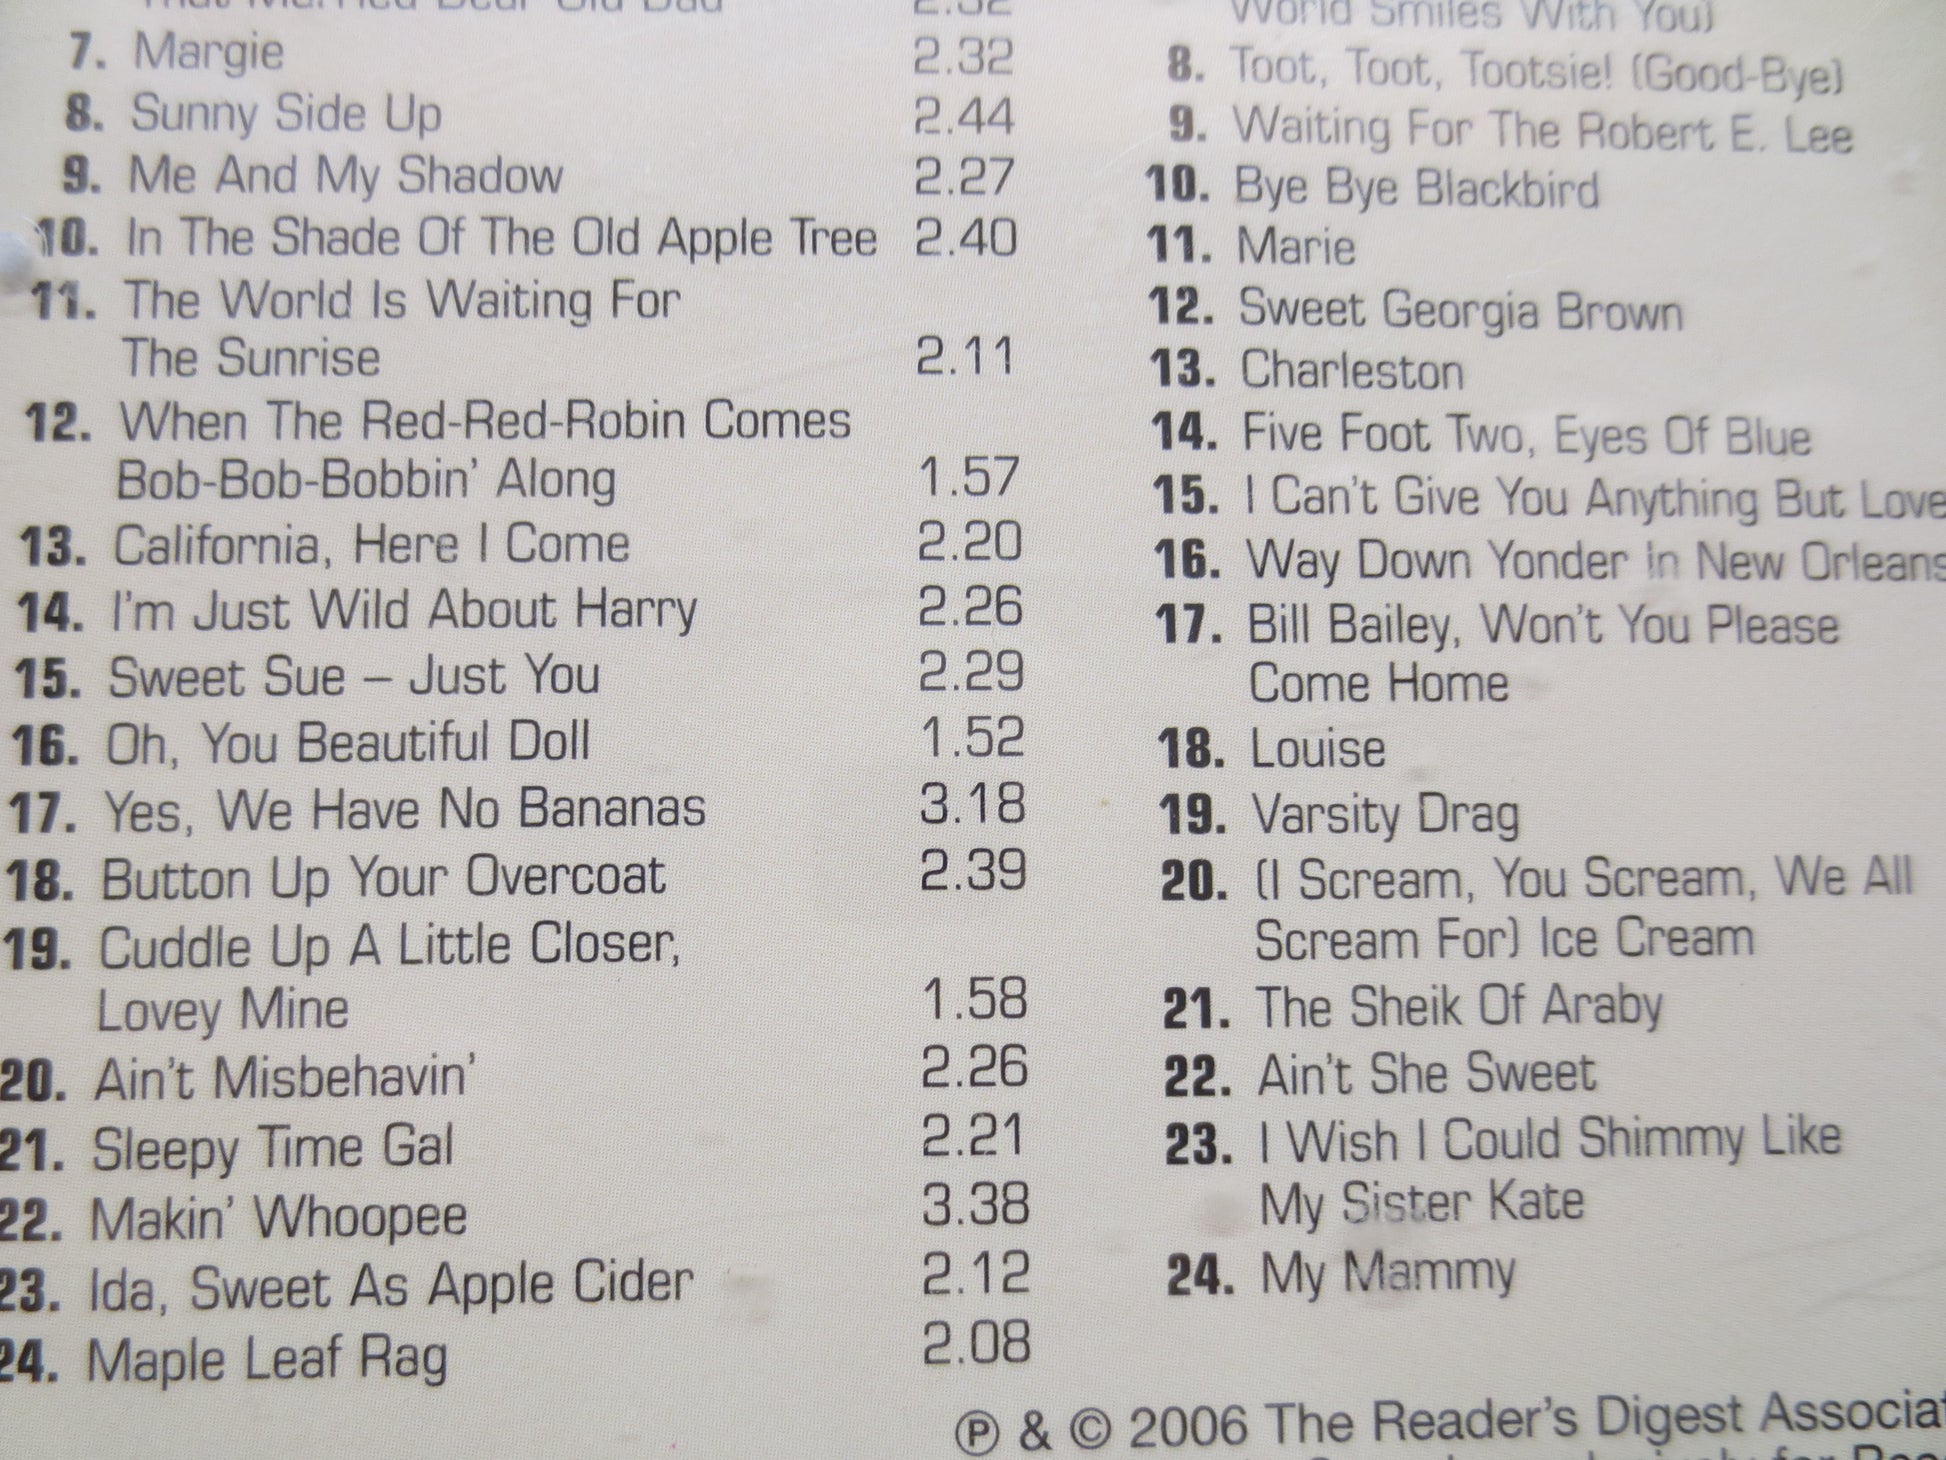 That Married Dear Old Dad 2.32
7. Margie 2.32
8. Sunny Side Up 2.44
9. Me And My Shadow 2.27
10. In The Shade Of The Old Apple Tree 2.40
11. The World Is Waiting For
The Sunrise 2.11
12. When The Red-Red-Robin Comes
Bob-Bob-Bobbin' Along 1.57
13. California, Here I Come 2.20
14. I'm Just Wild About Harry 2.26
15. Sweet Sue – Just You 2.29
16. Oh, You Beautiful Doll 1.52
17. Yes, We Have No Bananas 3.18
18. Button Up Your Overcoat 2.39
19. Cuddle Up A Little Closer,
Lovey Mine 1.58
20. Ain't Misbehavin' 2.26
21. Sleepy Time Gal 2.21
22. Makin' Whoopee 3.38
23. Ida, Sweet As Apple Cider 2.12
24. Maple Leaf Rag 2.08
World Smiles With You)
8. Toot, Toot, Tootsie! (Good-Bye)
9. Waiting For The Robert E. Lee
10. Bye Bye Blackbird
11. Marie
12. Sweet Georgia Brown
13. Charleston
14. Five Foot Two, Eyes Of Blue
15. I Can't Give You Anything But Love
16. Way Down Yonder in New Orleans
17. Bill Bailey, Won't You Please
Come Home
18. Louise
19. Varsity Drag
20. (I Scream, You Scream, We All
Scream For) Ice Cream
21. The Sheik Of Araby
22. Ain't She Sweet
23. I Wish I Could Shimmy Like
My Sister Kate
24. My Mammy
℗ & © 2006 The Reader's Digest